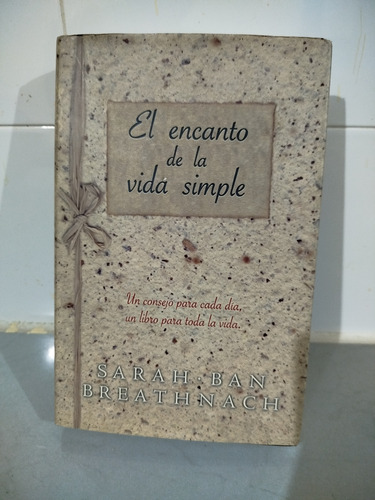 El encanto
de la
vida simple
Un consejo para cada día,
un libro para toda la vida.
SARAH · BAN
BREATHNACH